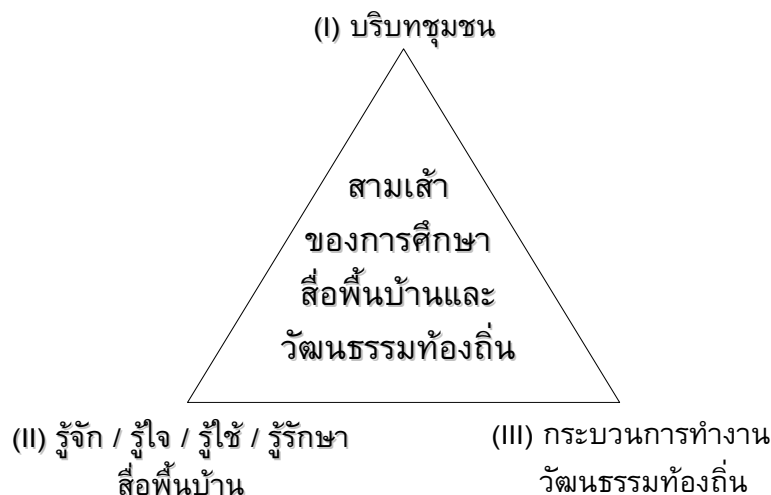 (I) บริบทชุมชน
สามเส้า
ของการศึกษา
สื่อพื้นบ้านและ
วัฒนธรรมท้องถิ่น
(II) รู้จัก / รู้ใจ / รู้ใช้ / รู้รักษา
สื่อพื้นบ้าน
(III) กระบวนการทำงาน
วัฒนธรรมท้องถิ่น